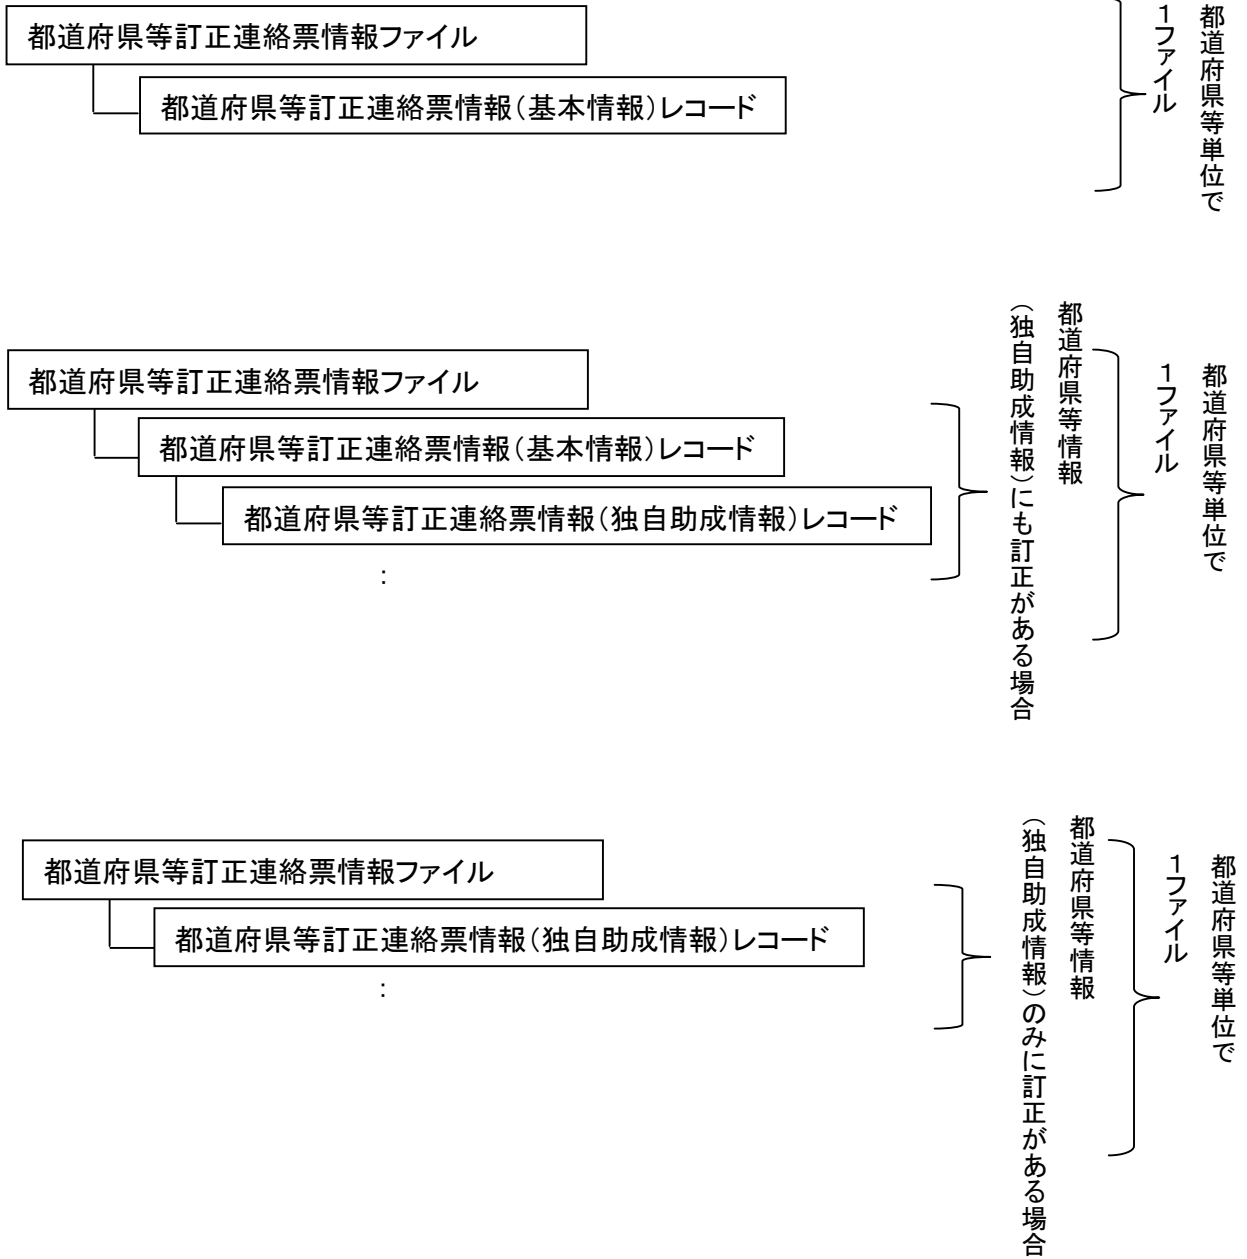 都道府県等訂正連絡票情報ファイル
都道府県等訂正連絡票情報（基本情報）レコード
都道府県等単位で
１ファイル
都道府県等訂正連絡票情報ファイル
都道府県等訂正連絡票情報（基本情報）レコード
都道府県等訂正連絡票情報（独自助成情報）レコード
：
都道府県等情報
（独自助成情報）にも訂正がある場合
都道府県等単位で
１ファイル
都道府県等訂正連絡票情報ファイル
都道府県等訂正連絡票情報（独自助成情報）レコード
：
都道府県等情報
（独自助成情報）のみに訂正がある場合
都道府県等単位で
１ファイル